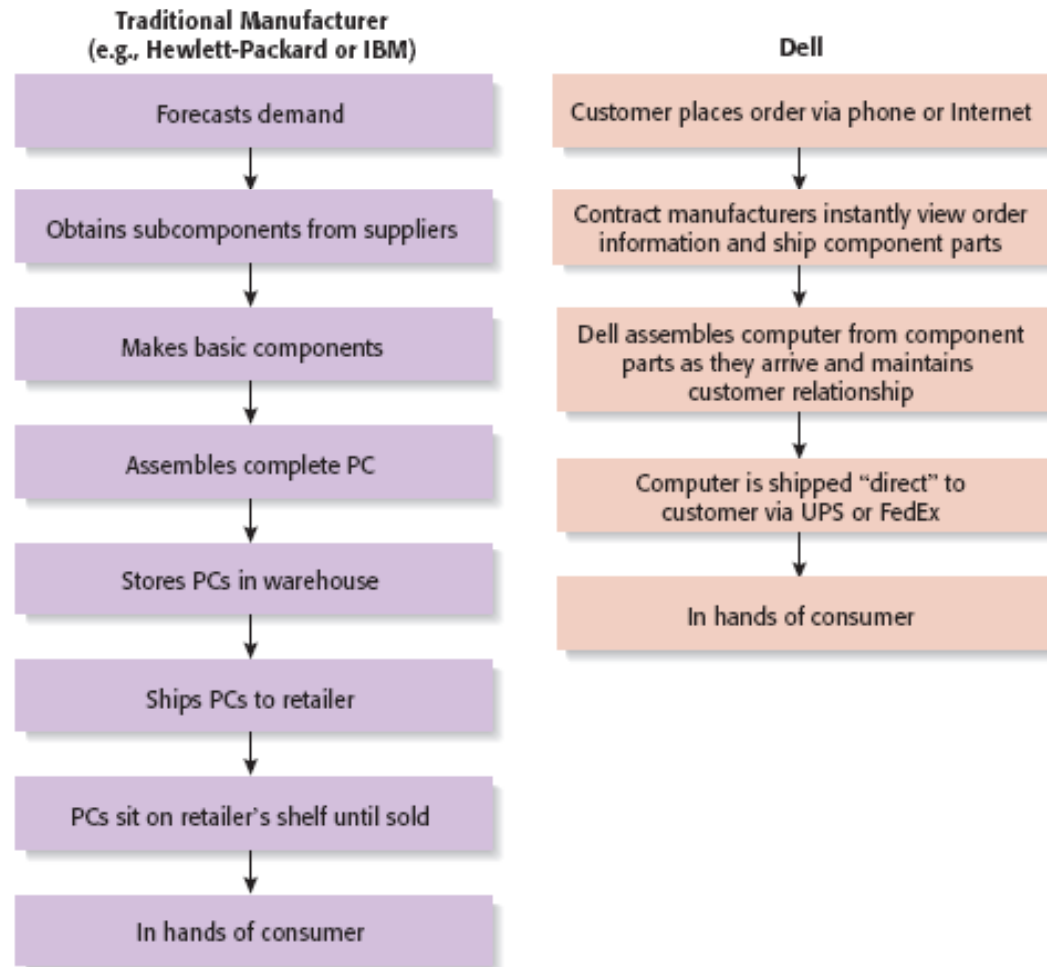 Traditional Manufacturer
(e.g., Hewlett-Packard or IBM)
Forecasts demand
Obtains subcomponents from suppliers
Makes basic components
Assembles complete PC
Stores PCs in warehouse
Ships PCs to retailer
PCs sit on retailer’s shelf until sold
In hands of consumer
Dell
Customer places order via phone or Internet
Contract manufacturers instantly view order
information and ship component parts
Dell assembles computer from component
parts as they arrive and maintains
customer relationship
Computer is shipped “direct” to
customer via UPS or FedEx
In hands of consumer